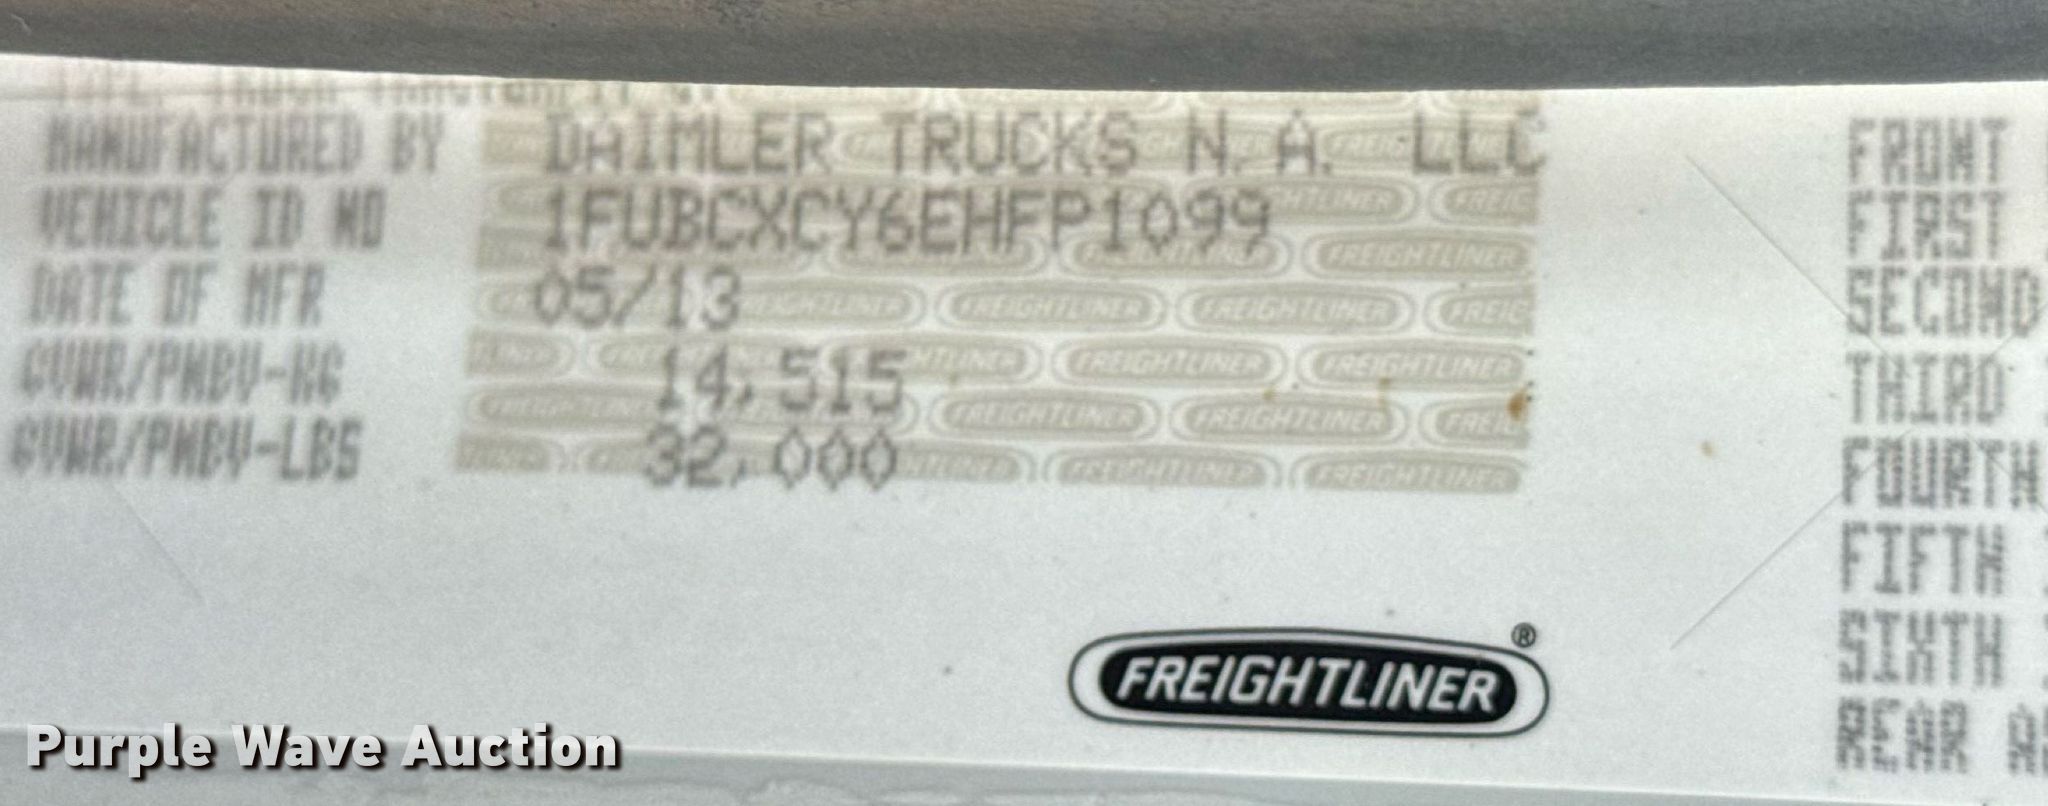 MANUFACTURED BY DAIMLER TRUCKS N.A. LLC
VEHICLE ID NO 1FUBCXCY6EHFP1099
DATE OF MFR 05/13
GVWR/PNBV-KG 14,515
GVWR/PNBV-LBS 32,000
FRONT
FIRST
SECOND
THIRD
FOURTH
FIFTH
SIXTH
REAR
FREIGHTLINER®
Purple Wave Auction